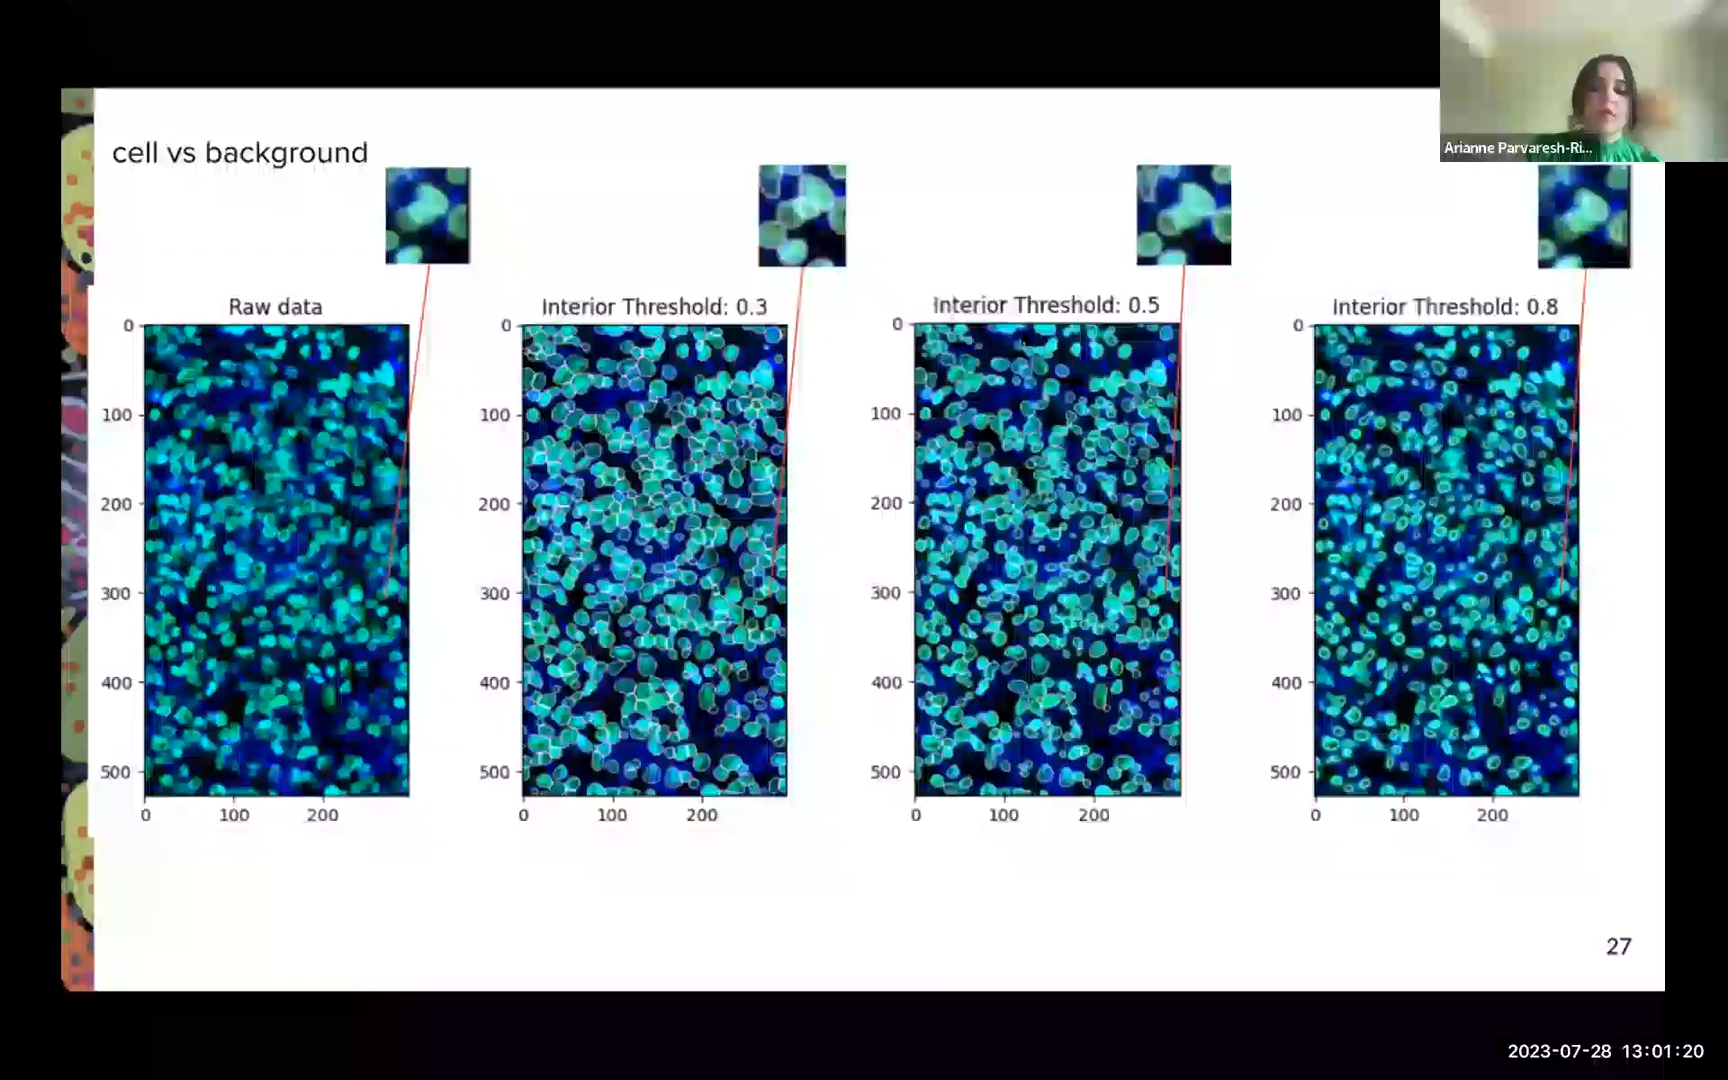 Arianne Parvaresh-Ri...
cell vs background
Raw data
0
100
200
300
400
500
0 100 200
Interior Threshold: 0.3
0
100
200
300
400
500
0 100 200
Interior Threshold: 0.5
0
100
200
300
400
500
0 100 200
Interior Threshold: 0.8
0
100
200
300
400
500
0 100 200
27
2023-07-28 13:01:20